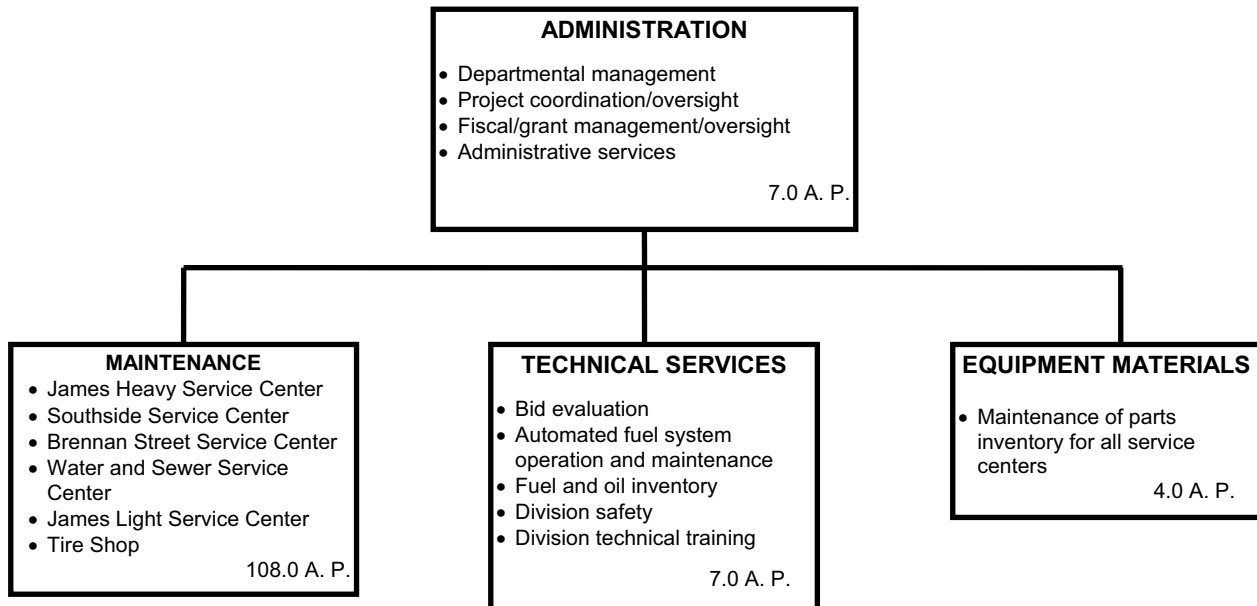 ADMINISTRATION
• Departmental management
• Project coordination/oversight
• Fiscal/grant management/oversight
• Administrative services
7.0 A. P.
MAINTENANCE
• James Heavy Service Center
• Southside Service Center
• Brennan Street Service Center
• Water and Sewer Service
Center
• James Light Service Center
• Tire Shop
108.0 A. P.
TECHNICAL SERVICES
• Bid evaluation
• Automated fuel system
operation and maintenance
• Fuel and oil inventory
• Division safety
• Division technical training
7.0 A. P.
EQUIPMENT MATERIALS
• Maintenance of parts
inventory for all service
centers
4.0 A. P.